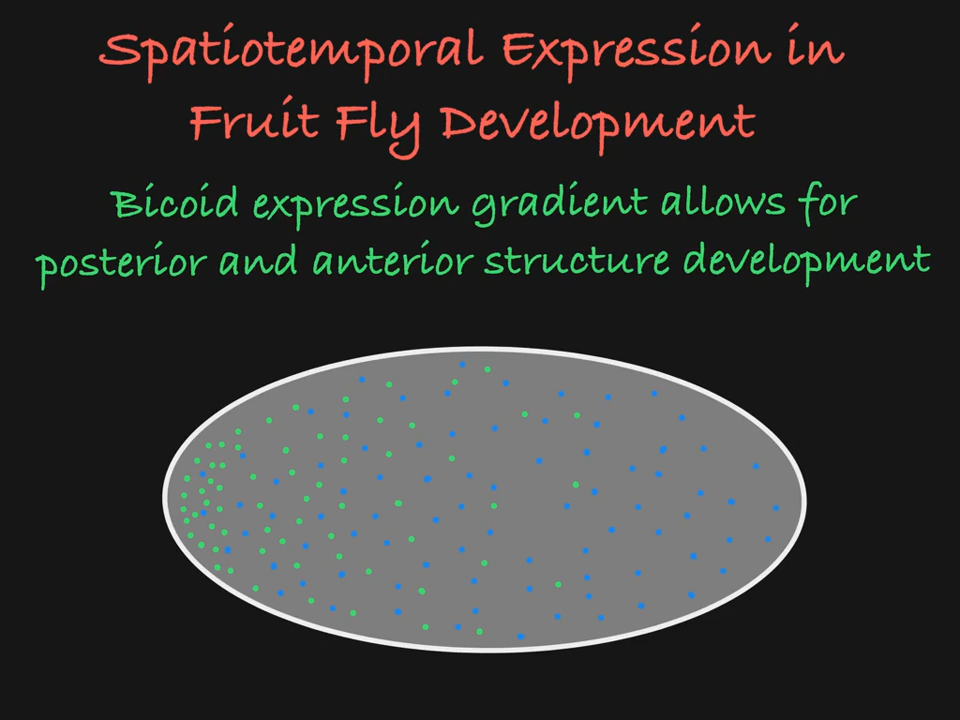 Spatiotemporal Expression in
Fruit Fly Development
Bicoid expression gradient allows for
posterior and anterior structure development